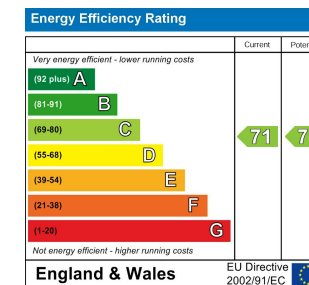 Energy Efficiency Rating
Current
Very energy efficient - lower running costs
(92 plus) A
(81-91) B
(69-80) C
71
(55-68) D
(39-54) E
(21-38) F
(1-20) G
Not energy efficient - higher running costs
England & Wales
EU Directive
2002/91/EC